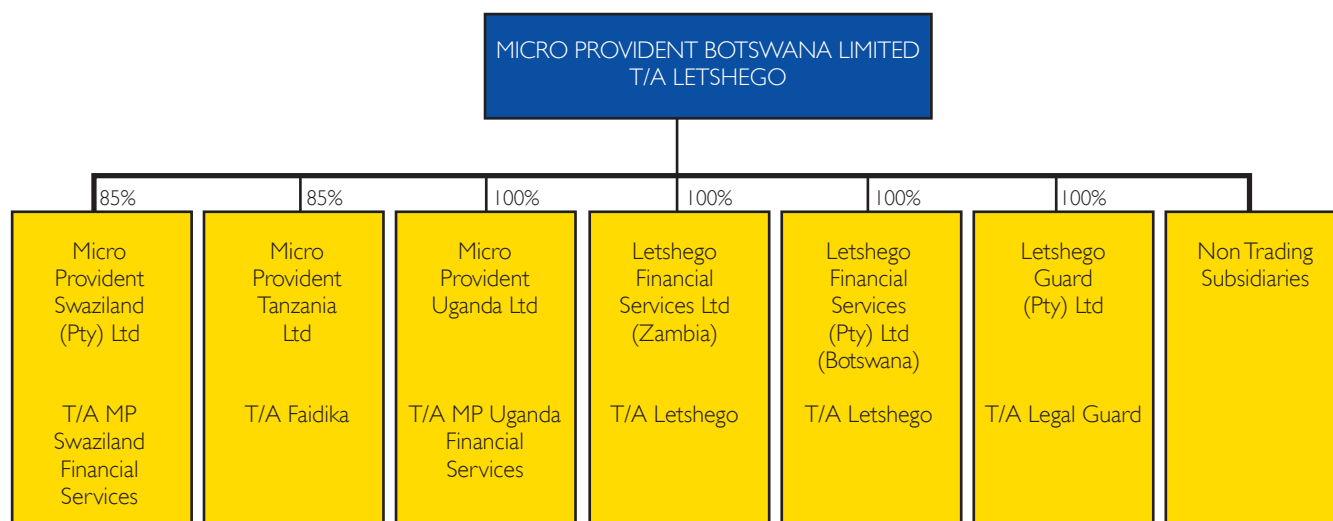 MICRO PROVIDENT BOTSWANA LIMITED
T/A LETSHEGO
85%
85%
100%
100%
100%
100%
Micro
Provident
Swaziland
(Pty) Ltd
T/A MP
Swaziland
Financial
Services
Micro
Provident
Tanzania
Ltd
T/A Faidika
Micro
Provident
Uganda Ltd
T/A MP Uganda
Financial
Services
Letshego
Financial
Services Ltd
(Zambia)
T/A Letshego
Letshego
Financial
Services
(Pty) Ltd
(Botswana)
T/A Letshego
Letshego
Guard
(Pty) Ltd
T/A Legal Guard
Non Trading
Subsidiaries